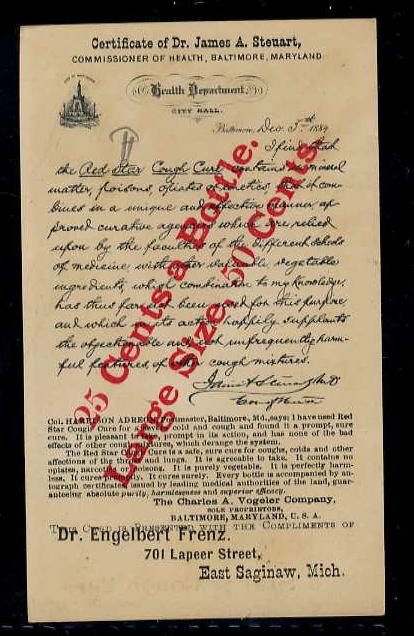 Certificate of Dr. James A. Steuart,
COMMISSIONER OF HEALTH, BALTIMORE, MARYLAND
Health Department,
CITY HALL.
Baltimore, Dec. 3rd 1884
I find that
the Red Star Cough Cure contains no mineral
matter, poisons, opiates or emetics, that it com-
bines in a unique and effective manner ap
proved curative agencies which are relied
upon by the faculties of the different schools
of medicine, with other valuable vegetable
ingredients, which combination to my knowledge,
has thus far not been used for this purpose
and which in its action happily supplants
the objectionable and not unfrequently harm-
ful features of other cough mixtures.
James A Steuart MD
25 Cents a Bottle.
Large Size, 50 Cents.
Col. HARRISON ADREON, Postmaster, Baltimore, Md., says: I have used Red
Star Cough Cure for a cold and cough and found it a prompt, sure
cure. It is pleasant, prompt in its action, and has none of the bad
effects of other cough mixtures, which derange the system.
The Red Star Cough Cure is a safe, sure cure for coughs, colds and other
affections of the throat and lungs. It is agreeable to take. It contains no
opiates, narcotics or poisons. It is purely vegetable. It is perfectly harm-
less. It cures promptly. It cures surely. Every bottle is accompanied by an-
tograph certificates issued by leading medical authorities of the land, guar-
anteeing absolute purity, harmlessness and superior efficacy.
The Charles A. Vogeler Company,
SOLE PROPRIETORS,
BALTIMORE, MARYLAND, U. S. A.
THIS CARD IS PRESENTED WITH THE COMPLIMENTS OF
Dr. Engelbert Frenz.
701 Lapeer Street,
East Saginaw, Mich.